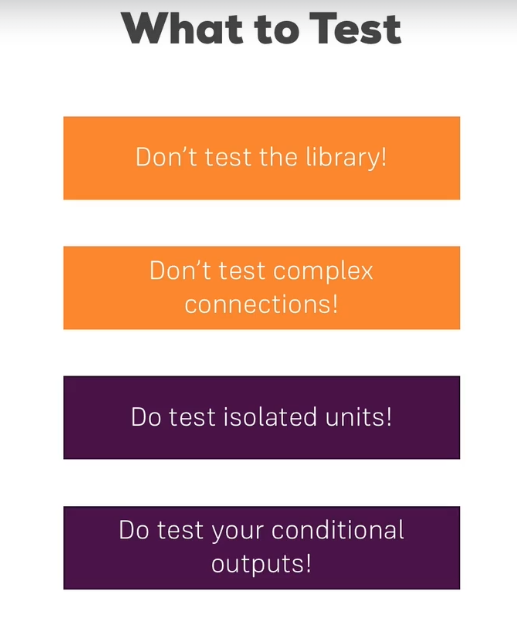 What to Test
Don't test the library!
Don't test complex
connections!
Do test isolated units!
Do test your conditional
outputs!